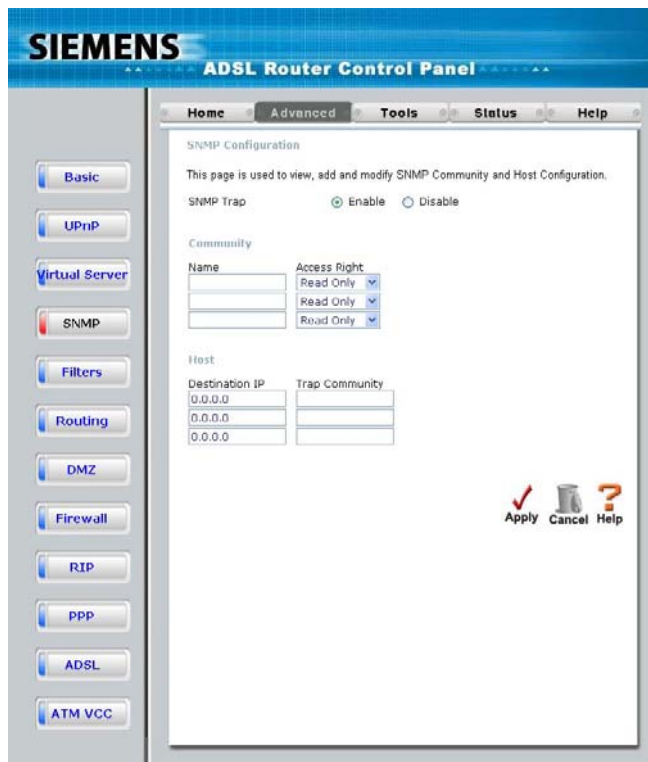 SIEMENS
ADSL Router Control Panel
Home Advanced Tools Status Help
SNMP Configuration
This page is used to view, add and modify SNMP Community and Host Configuration.
SNMP Trap Enable Disable
Community
Name Access Right
Read Only
Read Only
Read Only
Host
Destination IP Trap Community
0.0.0.0
0.0.0.0
0.0.0.0
Apply Cancel Help
Basic
UPnP
Virtual Server
SNMP
Filters
Routing
DMZ
Firewall
RIP
PPP
ADSL
ATM VCC